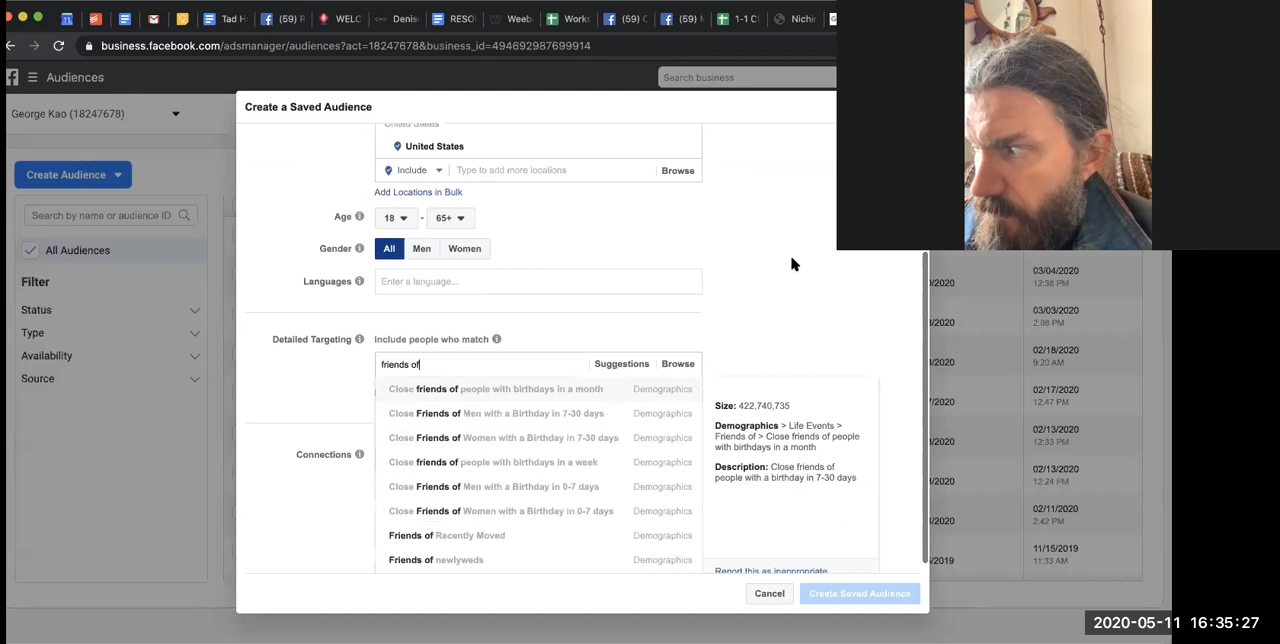 31
M
Tad H
(59) F
WELC
Denis
RESO
Weeb
Works
(59) C
(59) M
1-1 Cl
Nichi
business.facebook.com/adsmanager/audiences?act=18247678&business_id=494692987699914
Audiences
Search business
George Kao (18247678)
Create a Saved Audience
United States
United States
Include
Type to add more locations
Browse
Create Audience
Add Locations in Bulk
Search by name or audience ID
Age
18
-
65+
All Audiences
Gender
All
Men
Women
Filter
Languages
Enter a language...
Status
Type
Availability
Source
Detailed Targeting
Include people who match
friends of
Suggestions
Browse
Close friends of people with birthdays in a month
Demographics
Close Friends of Men with a Birthday in 7-30 days
Demographics
Close Friends of Women with a Birthday in 7-30 days
Demographics
Close friends of people with birthdays in a week
Demographics
Close Friends of Men with a Birthday in 0-7 days
Demographics
Close Friends of Women with a Birthday in 0-7 days
Demographics
Friends of Recently Moved
Demographics
Friends of newlyweds
Demographics
Connections
Size: 422,740,735
Demographics > Life Events >
Friends of > Close friends of people
with birthdays in a month
Description: Close friends of
people with a birthday in 7-30 days
Report this as inappropriate
Cancel
Create Saved Audience
03/04/2020
12:38 PM
03/03/2020
2:08 PM
02/18/2020
9:20 AM
02/17/2020
12:47 PM
02/13/2020
12:33 PM
02/13/2020
12:24 PM
02/11/2020
2:42 PM
11/15/2019
11:33 AM
2020-05-11 16:35:27